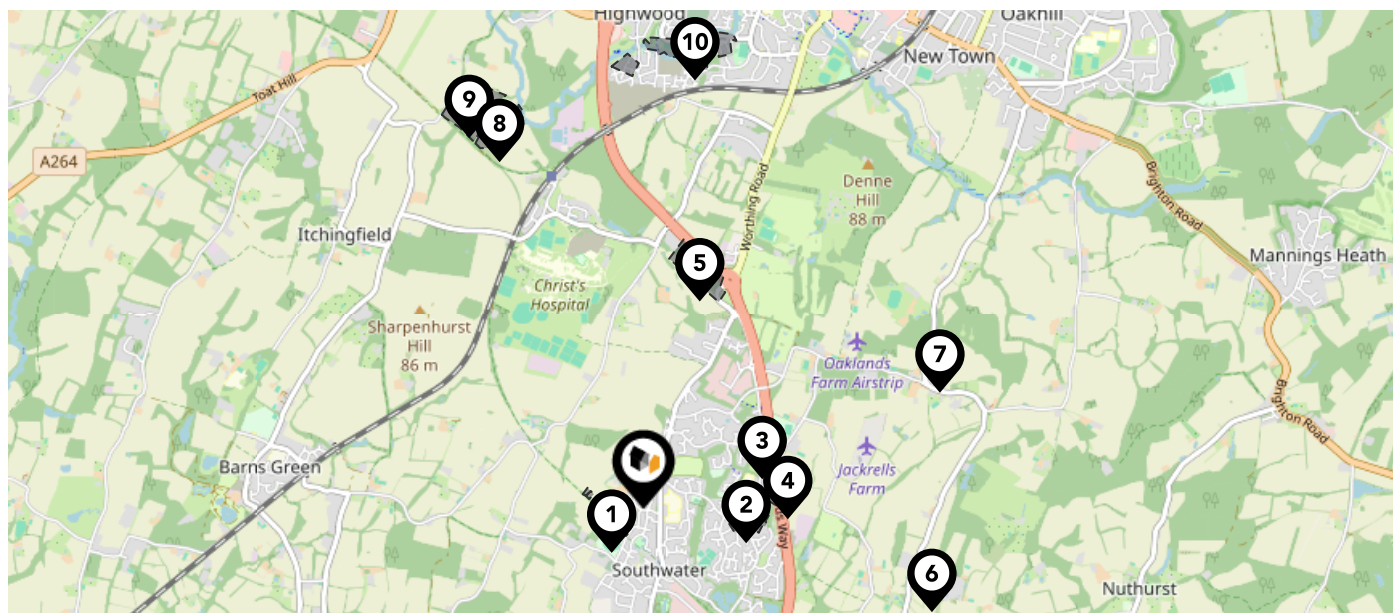 Highwood
Oakhill
10
New Town
Toat Hill
9
8
A264
Worthing Road
Denne
Hill
88 m
Brighton Road
Itchingfield
5
Mannings Heath
Christ's
Hospital
Sharpenhurst
Hill
86 m
7
Oaklands
Farm Airstrip
Brighton Road
3
Barns Green
4
Jackrells
Farm
1
2
Way
Southwater
6
Nuthurst